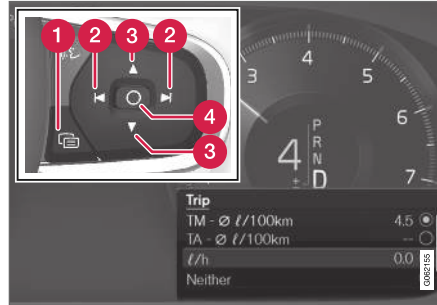 1
2
3
2
4
3
3
4
5
6
7
4
P
R
N
±
D
Trip
TM - Ø ℓ/100km 4.5
TA - Ø ℓ/100km --
ℓ/h 0.0
Neither
G062155